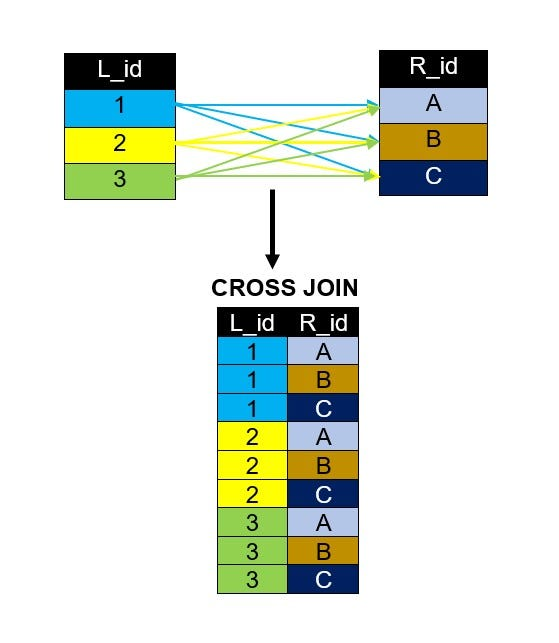 L_id R_id
1 A
2 B
3 C
CROSS JOIN
L_id R_id
1 A
1 B
1 C
2 A
2 B
2 C
3 A
3 B
3 C